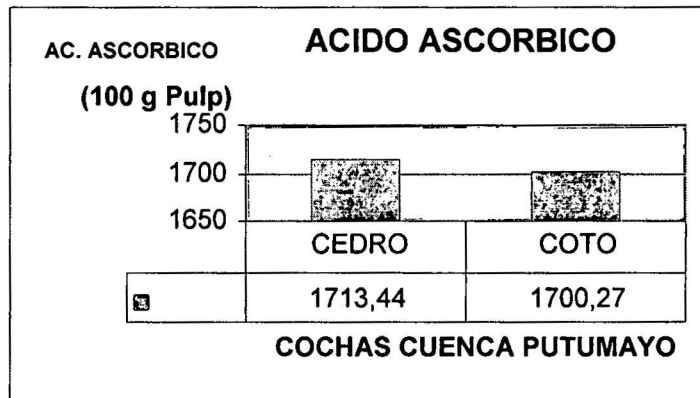 ACIDO ASCORBICO
AC. ASCORBICO
(100 g Pulp)
1750
1700
1650
CEDRO COTO
1713,44 1700,27
COCHAS CUENCA PUTUMAYO